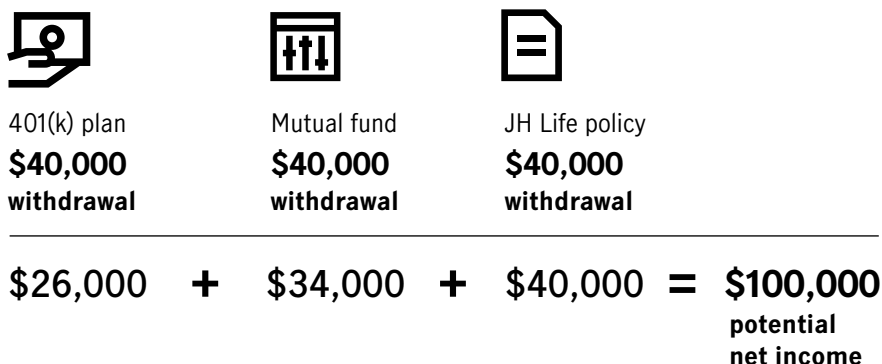 401(k) plan
$40,000
withdrawal
Mutual fund
$40,000
withdrawal
JH Life policy
$40,000
withdrawal
$26,000 + $34,000 + $40,000 = $100,000
potential
net income